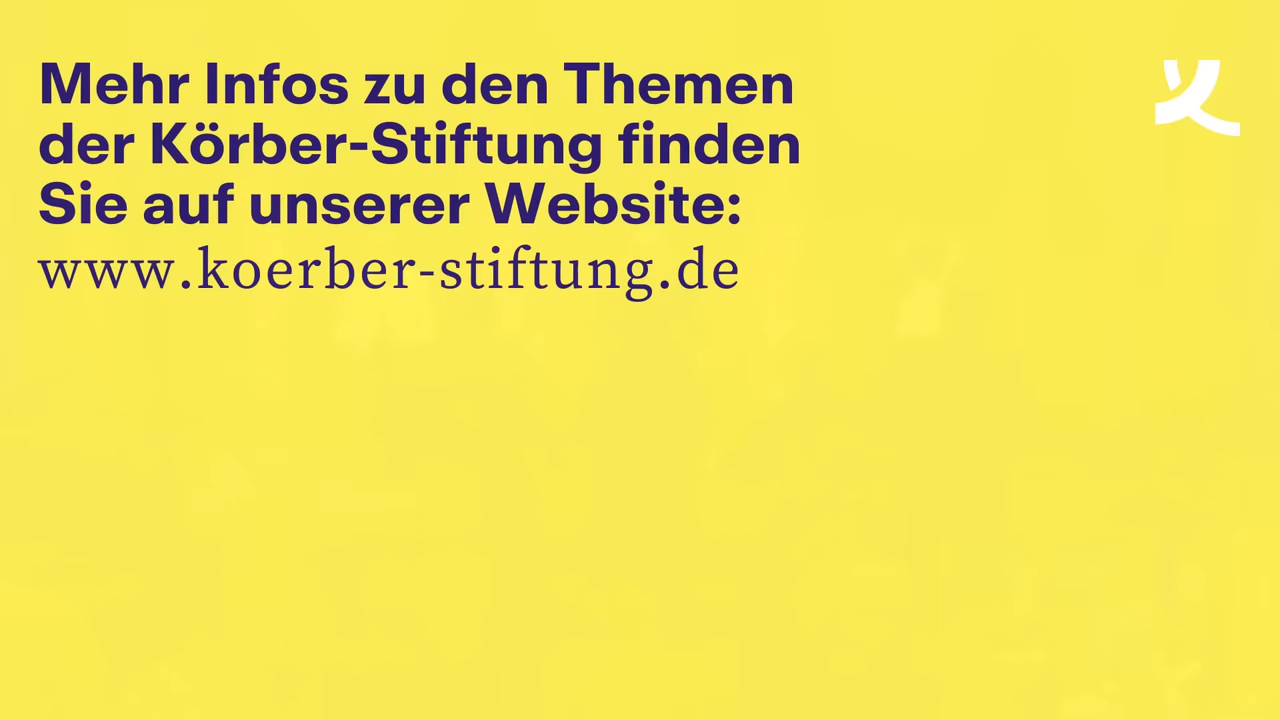 Mehr Infos zu den Themen
der Körber-Stiftung finden
Sie auf unserer Website:
www.koerber-stiftung.de